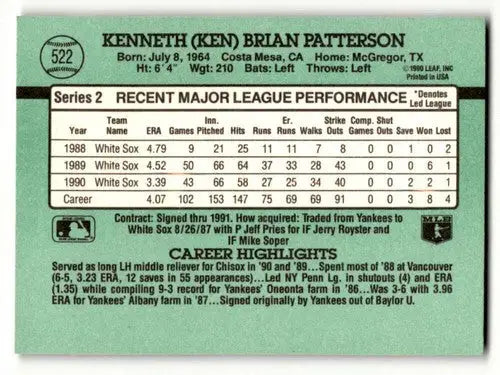 522
KENNETH (KEN) BRIAN PATTERSON
Born: July 8, 1964 Costa Mesa, CA Home: McGregor, TX
Ht: 6'4" Wgt: 210 Bats: Left Throws: Left
©1990 LEAF, INC
Printed in USA
Series 2 RECENT MAJOR LEAGUE PERFORMANCE *Denotes Led League
Year Team Name ERA Games Inn. Pitched Hits Runs Er. Runs Walks Strike Outs Comp. Games Shut Outs Save Won Lost
1988 White Sox 4.79 9 21 25 11 11 7 8 0 0 1 0 2
1989 White Sox 4.52 50 66 64 37 33 28 43 0 0 0 6 1
1990 White Sox 3.39 43 66 58 27 25 34 40 0 0 2 2 1
Career 4.07 102 153 147 75 69 69 91 0 0 3 8 4
Contract: Signed thru 1991. How acquired: Traded from Yankees to
White Sox 8/26/87 with P Jeff Pries for IF Jerry Royster and
IF Mike Soper
MLB
CAREER HIGHLIGHTS
Served as long LH middle reliever for Chisox in '90 and '89...Spent most of '88 at Vancouver
(6-5, 3.23 ERA, 12 saves in 55 appearances)...Led NY Penn Lg. in shutouts (4) and ERA
(1.35) while compiling 9-3 record for Yankees' Oneonta farm in '86...Was 3-6 with 3.96
ERA for Yankees' Albany farm in '87...Signed originally by Yankees out of Baylor U.